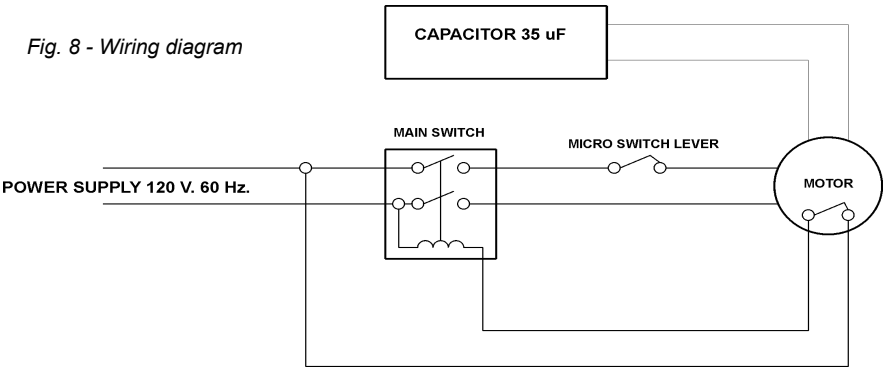 Fig. 8 - Wiring diagram
CAPACITOR 35 uF
MAIN SWITCH
MICRO SWITCH LEVER
POWER SUPPLY 120 V. 60 Hz.
MOTOR